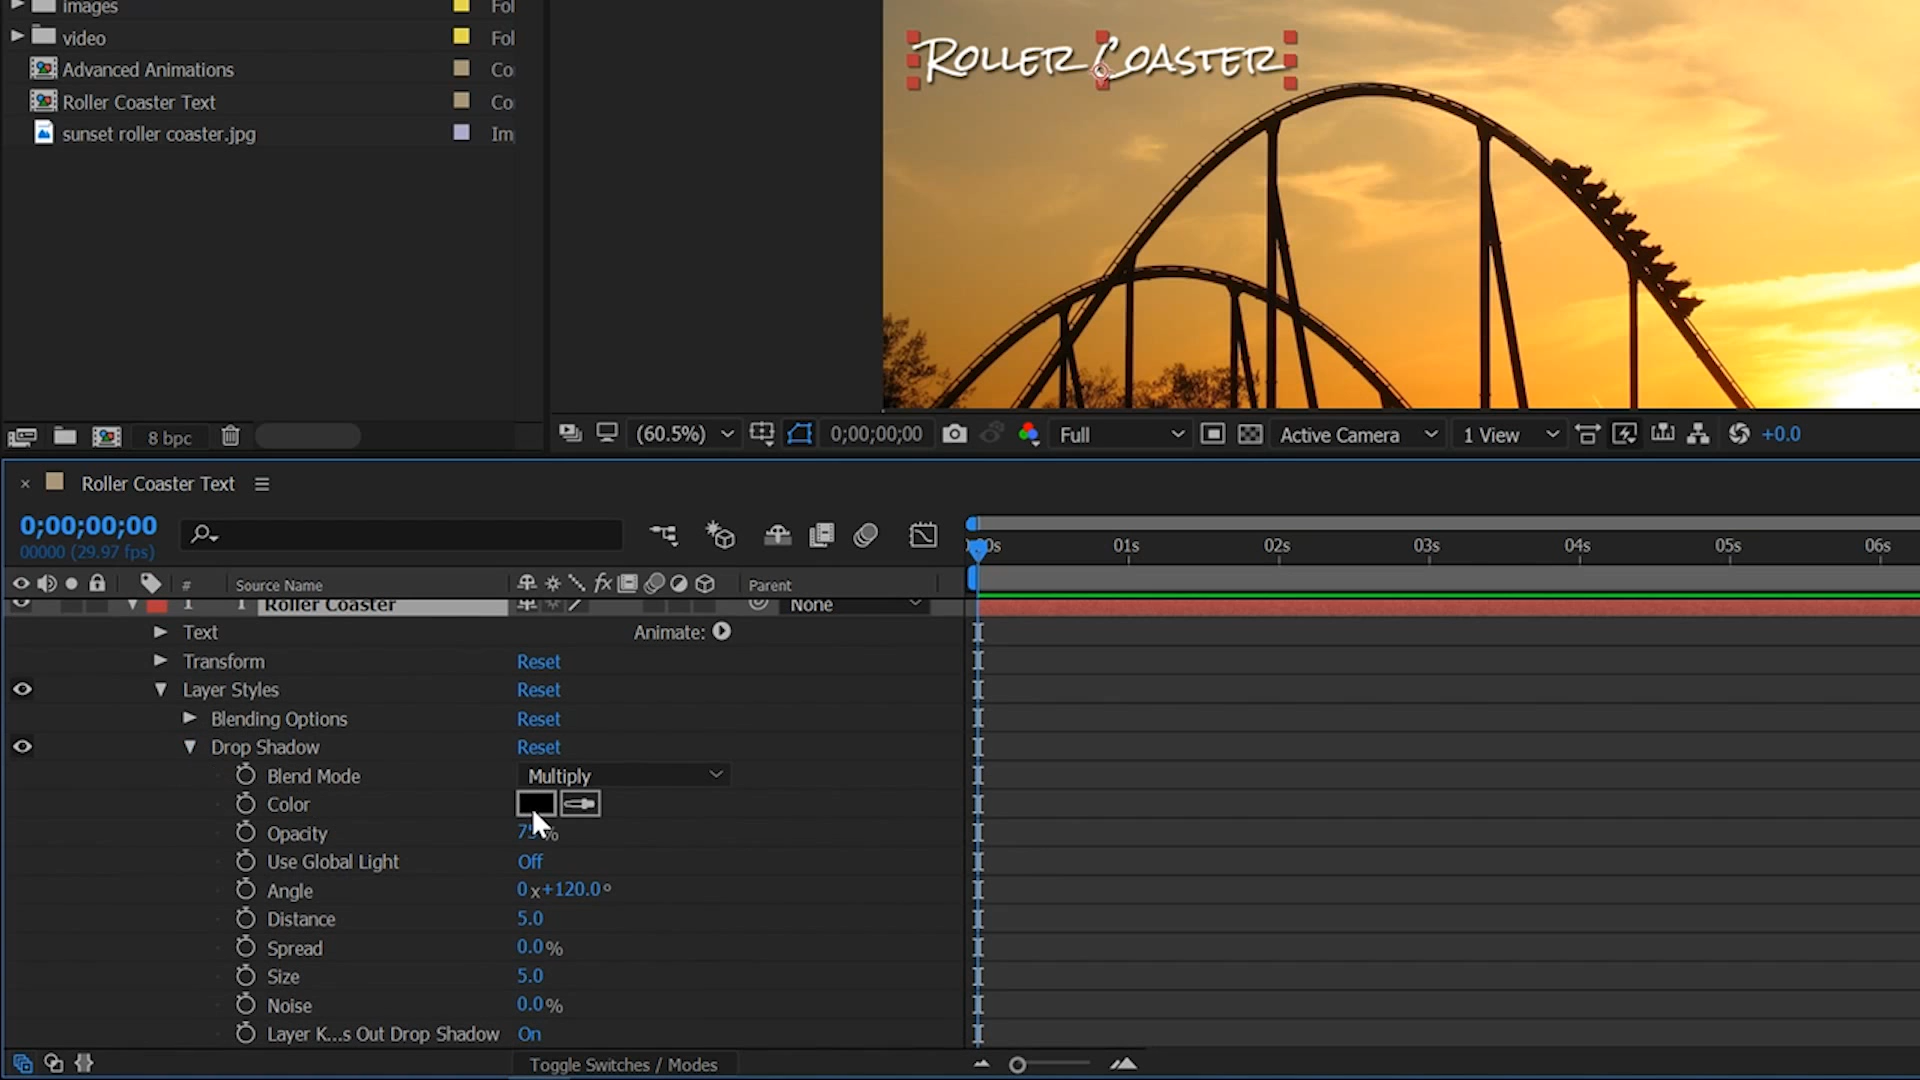 images Fol
video Fol
Advanced Animations Co
Roller Coaster Text Co
sunset roller coaster.jpg Im
Roller Coaster
8 bpc
(60.5%) 0;00;00;00 Full Active Camera 1 View +0.0
Roller Coaster Text
0;00;00;00
00000 (29.97 fps)
00s 01s 02s 03s 04s 05s 06s
# Source Name Parent
1 T Roller Coaster None
Text Animate:
Transform Reset
Layer Styles Reset
Blending Options Reset
Drop Shadow Reset
Blend Mode Multiply
Color
Opacity %
Use Global Light Off
Angle 0x+120.0°
Distance 5.0
Spread 0.0%
Size 5.0
Noise 0.0%
Layer K...s Out Drop Shadow On
Toggle Switches / Modes